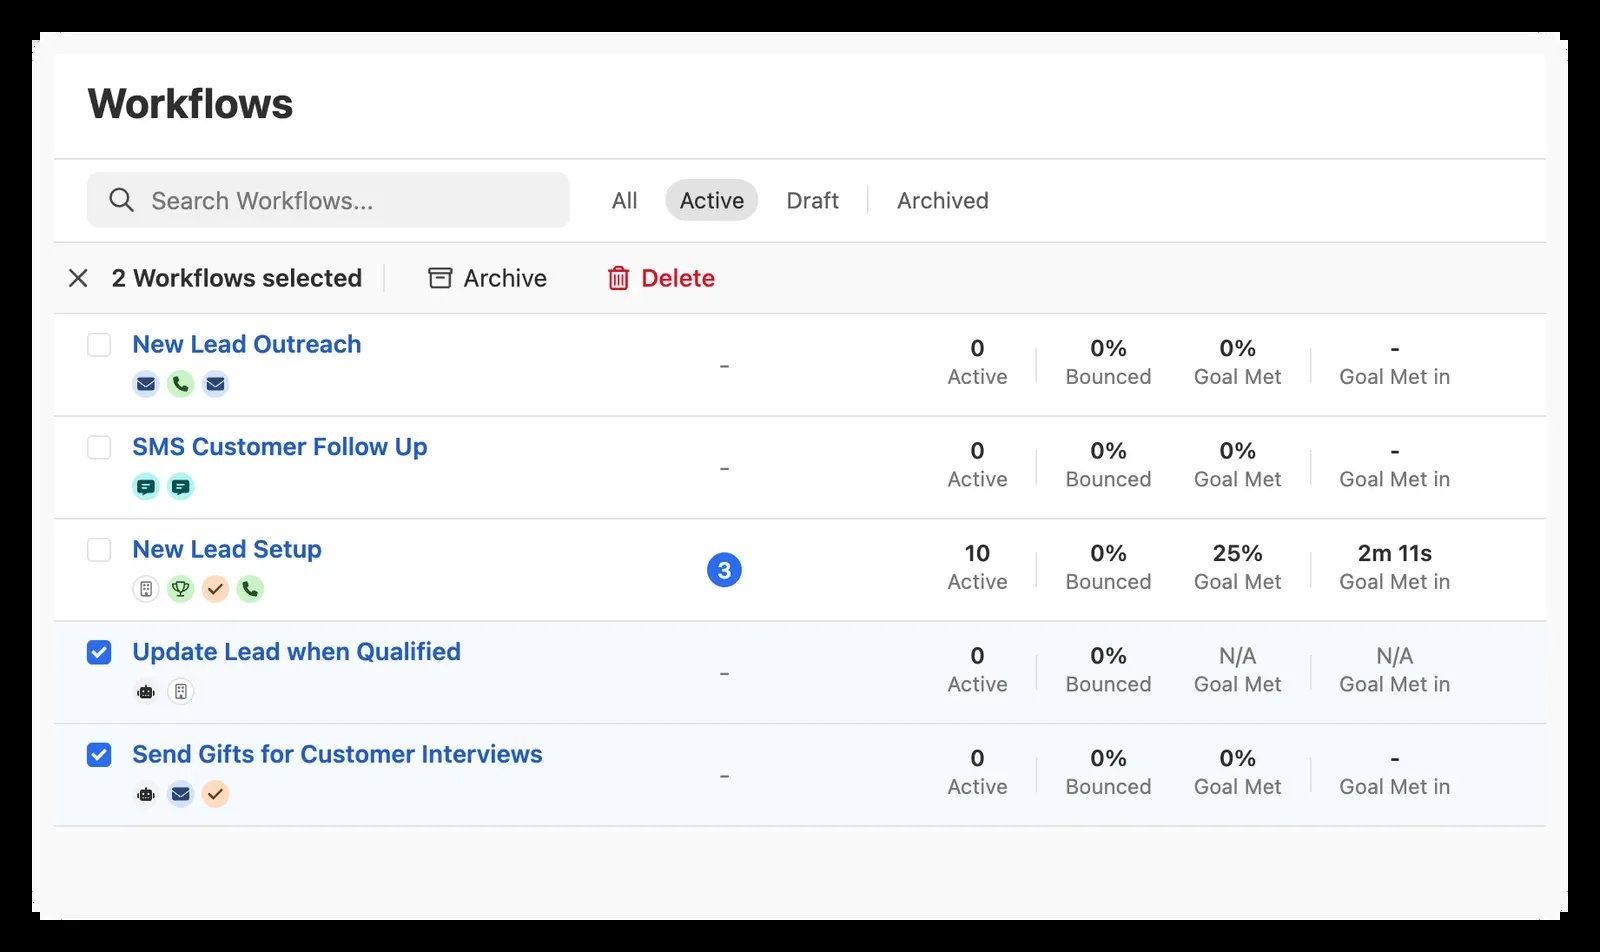 Workflows
Search Workflows...
All Active Draft Archived
2 Workflows selected Archive Delete
New Lead Outreach
- 0 0% 0% -
Active Bounced Goal Met Goal Met in
SMS Customer Follow Up
- 0 0% 0% -
Active Bounced Goal Met Goal Met in
New Lead Setup
3 10 0% 25% 2m 11s
Active Bounced Goal Met Goal Met in
Update Lead when Qualified
- 0 0% N/A N/A
Active Bounced Goal Met Goal Met in
Send Gifts for Customer Interviews
- 0 0% 0% -
Active Bounced Goal Met Goal Met in